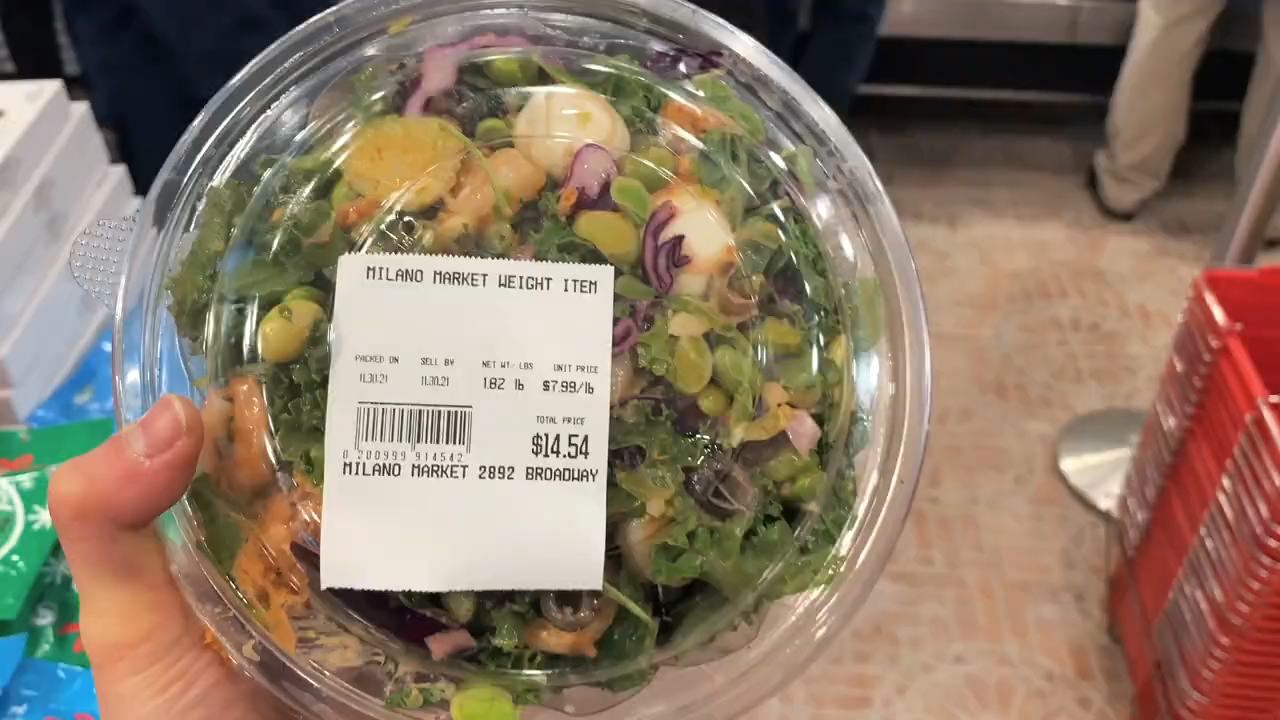 MILANO MARKET WEIGHT ITEM
PACKED ON SELL BY NET WT/LBS UNIT PRICE
11.30.21 11.30.21 1.82 lb $7.99/lb
TOTAL PRICE
$14.54
0 200999 914542
MILANO MARKET 2892 BROADWAY